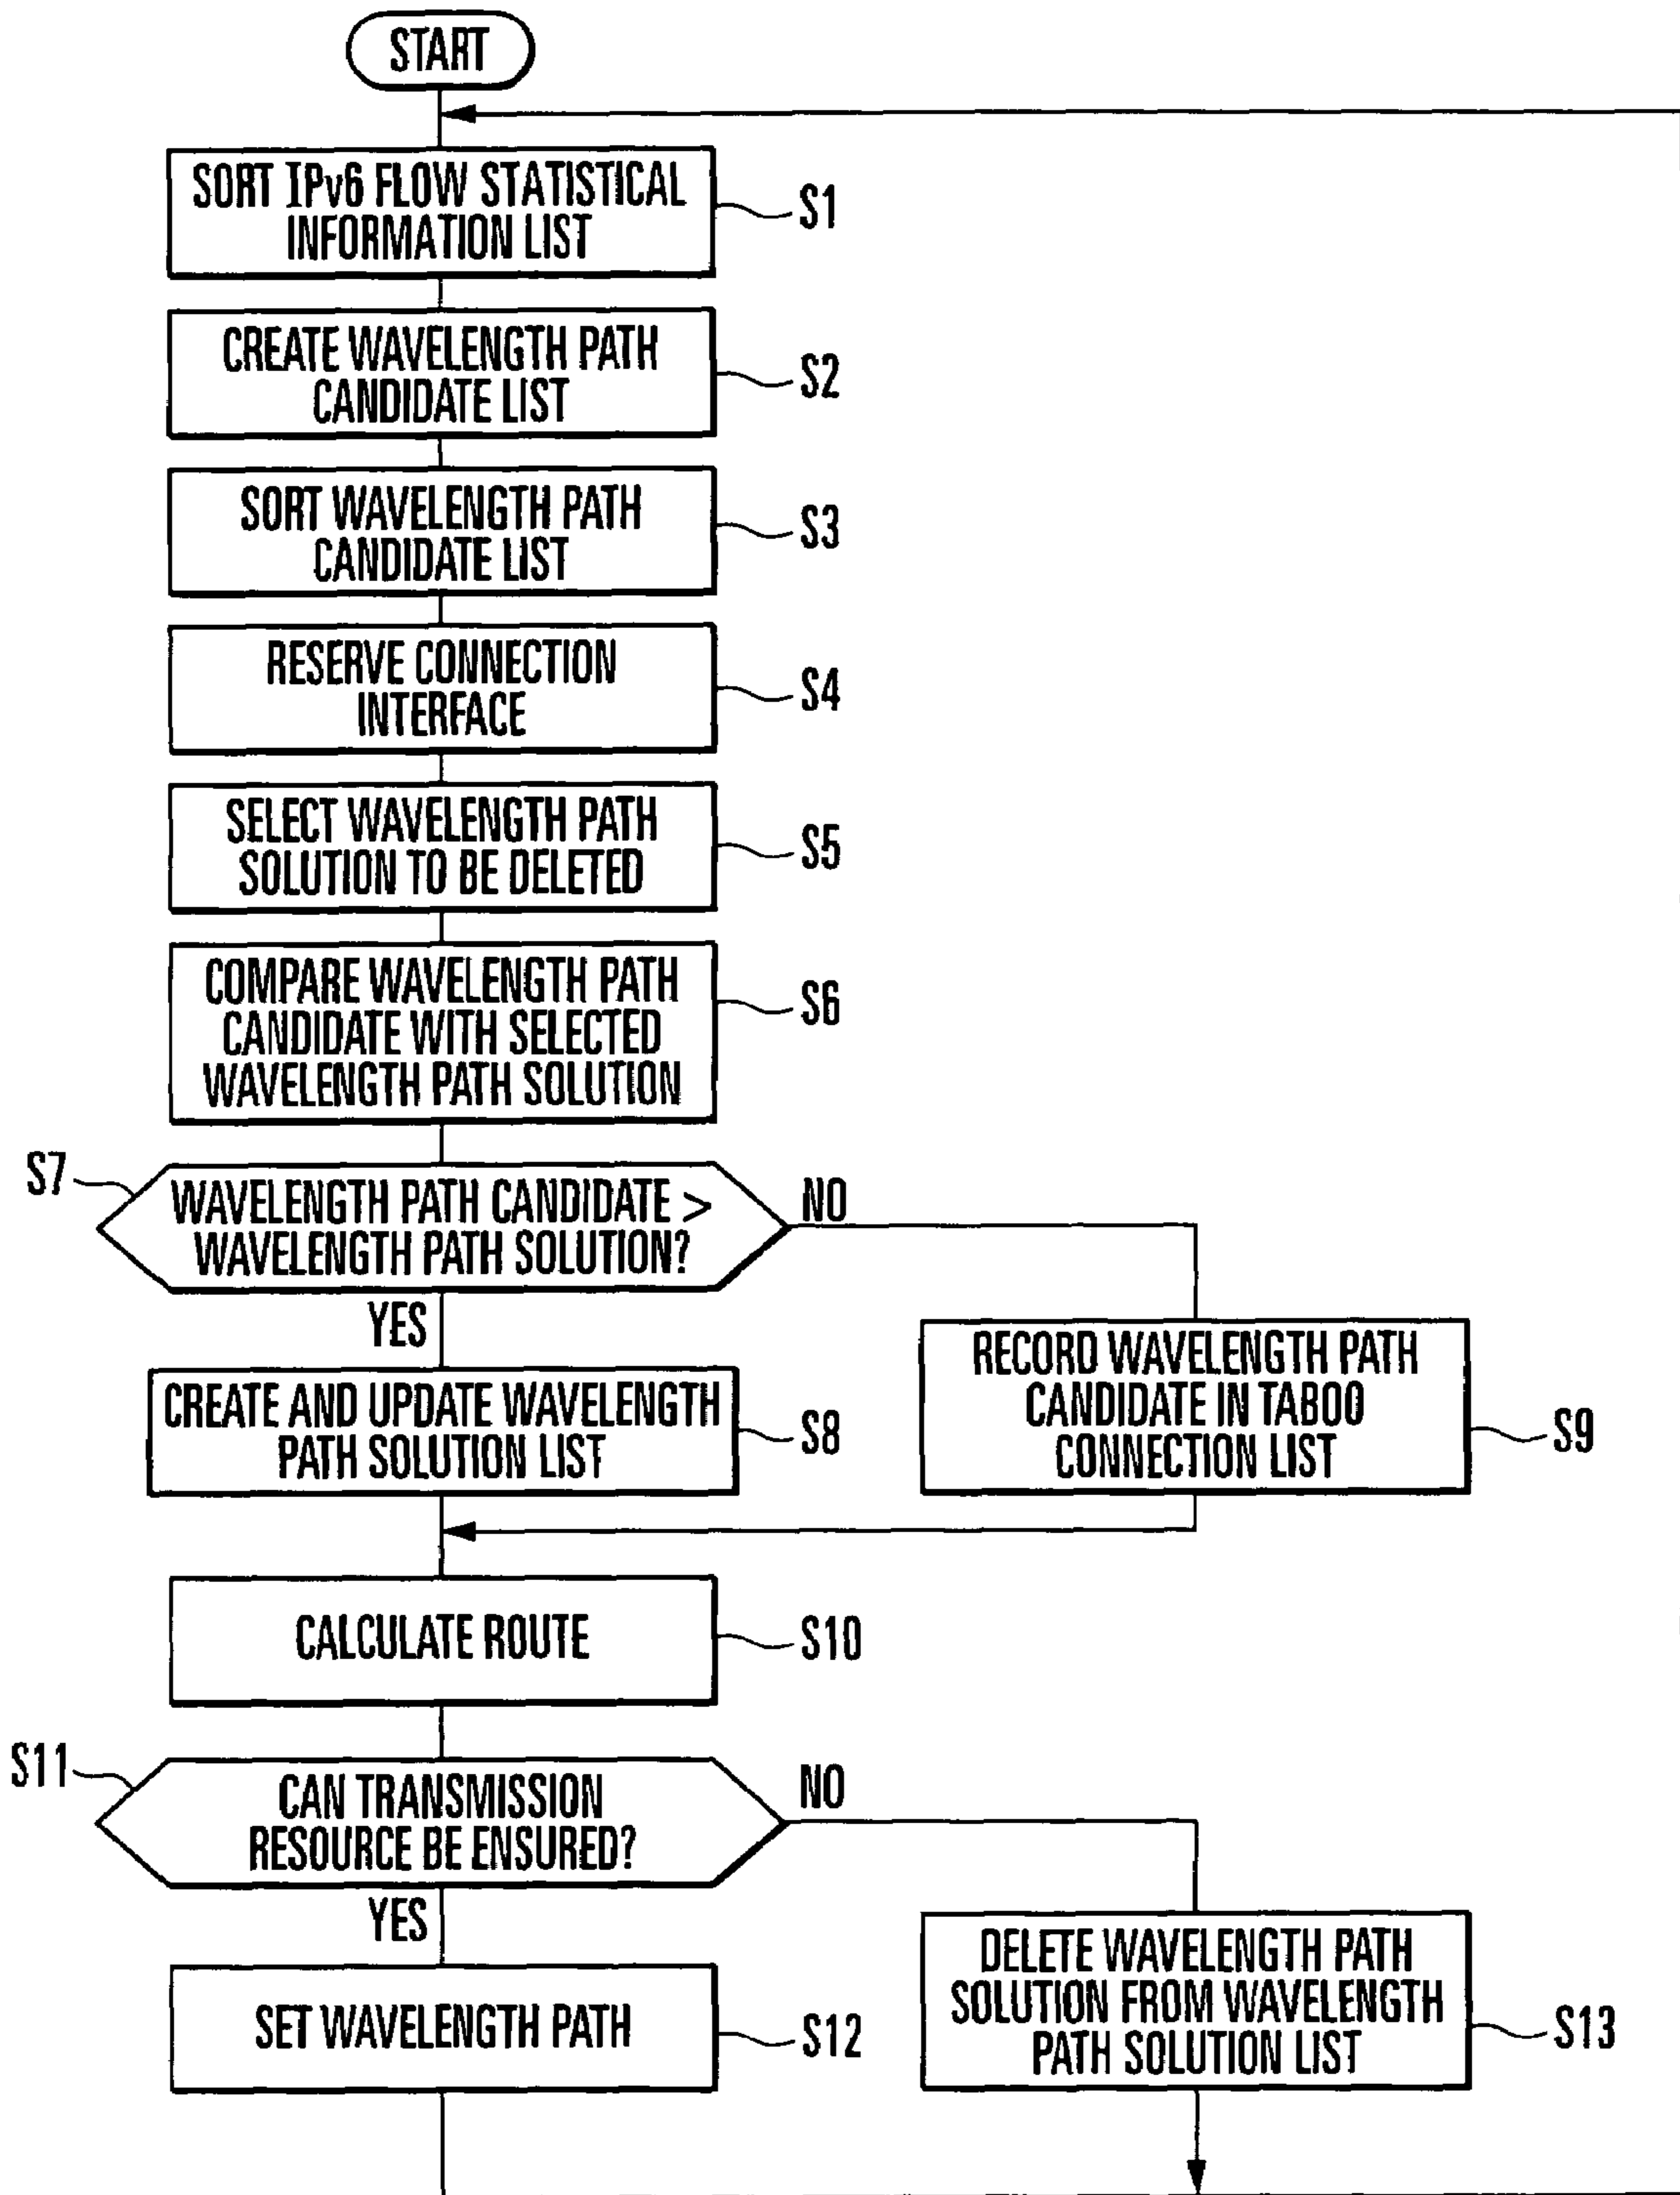 START
SORT IPv6 FLOW STATISTICAL
INFORMATION LIST
S1
CREATE WAVELENGTH PATH
CANDIDATE LIST
S2
SORT WAVELENGTH PATH
CANDIDATE LIST
S3
RESERVE CONNECTION
INTERFACE
S4
SELECT WAVELENGTH PATH
SOLUTION TO BE DELETED
S5
COMPARE WAVELENGTH PATH
CANDIDATE WITH SELECTED
WAVELENGTH PATH SOLUTION
S6
S7
WAVELENGTH PATH CANDIDATE >
WAVELENGTH PATH SOLUTION?
NO
YES
CREATE AND UPDATE WAVELENGTH
PATH SOLUTION LIST
S8
RECORD WAVELENGTH PATH
CANDIDATE IN TABOO
CONNECTION LIST
S9
CALCULATE ROUTE
S10
S11
CAN TRANSMISSION
RESOURCE BE ENSURED?
NO
YES
SET WAVELENGTH PATH
S12
DELETE WAVELENGTH PATH
SOLUTION FROM WAVELENGTH
PATH SOLUTION LIST
S13